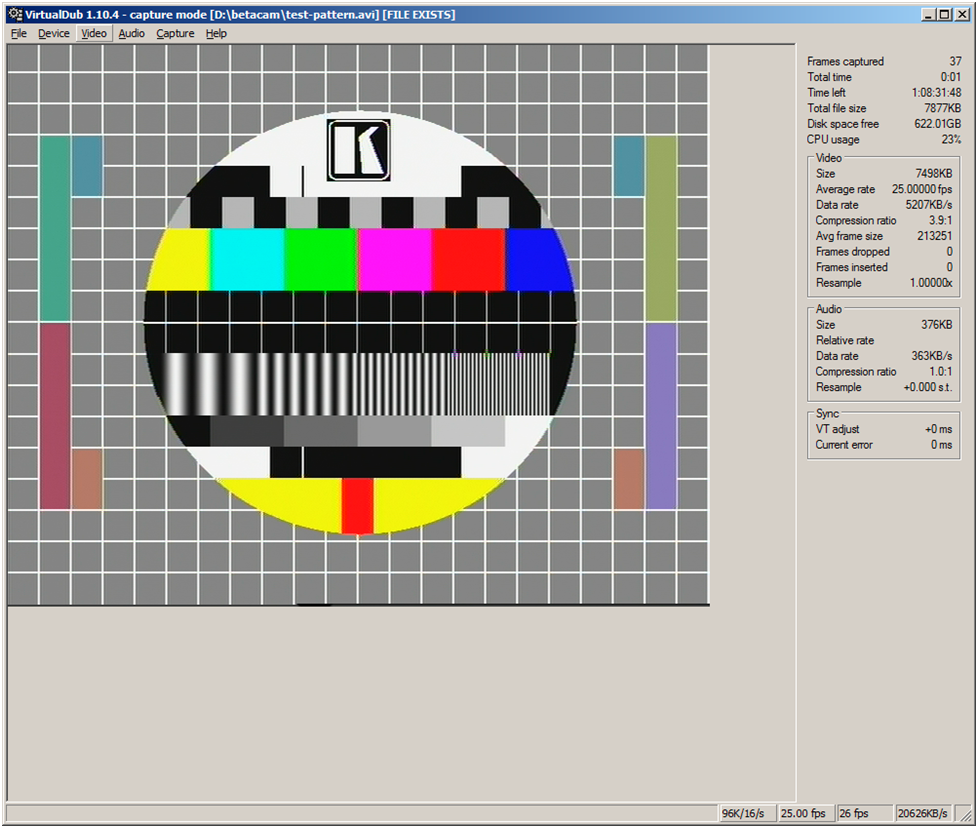 VirtualDub 1.10.4 - capture mode [D:\betacam\test-pattern.avi] [FILE EXISTS]
File Device Video Audio Capture Help
K
Frames captured 37
Total time 0:01
Time left 1:08:31:48
Total file size 7877KB
Disk space free 622.01GB
CPU usage 23%
Video
Size 7498KB
Average rate 25.00000 fps
Data rate 5207KB/s
Compression ratio 3.9:1
Avg frame size 213251
Frames dropped 0
Frames inserted 0
Resample 1.00000x
Audio
Size 376KB
Relative rate
Data rate 363KB/s
Compression ratio 1.0:1
Resample +0.000 s.t.
Sync
VT adjust +0 ms
Current error 0 ms
96K/16/s 25.00 fps 26 fps 20626KB/s